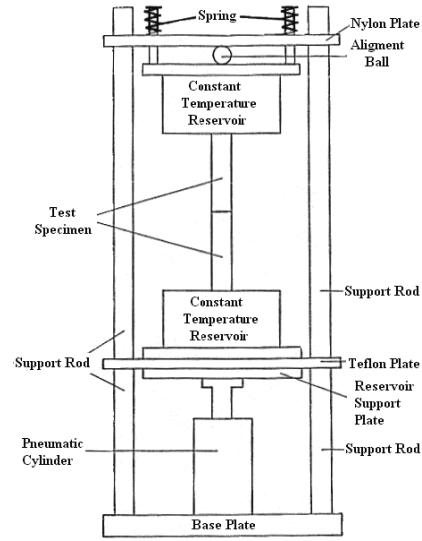 Spring
Nylon Plate
Aligment
Ball
Constant
Temperature
Reservoir
Test
Specimen
Constant
Temperature
Reservoir
Support Rod
Support Rod
Teflon Plate
Reservoir
Support
Plate
Pneumatic
Cylinder
Support Rod
Base Plate